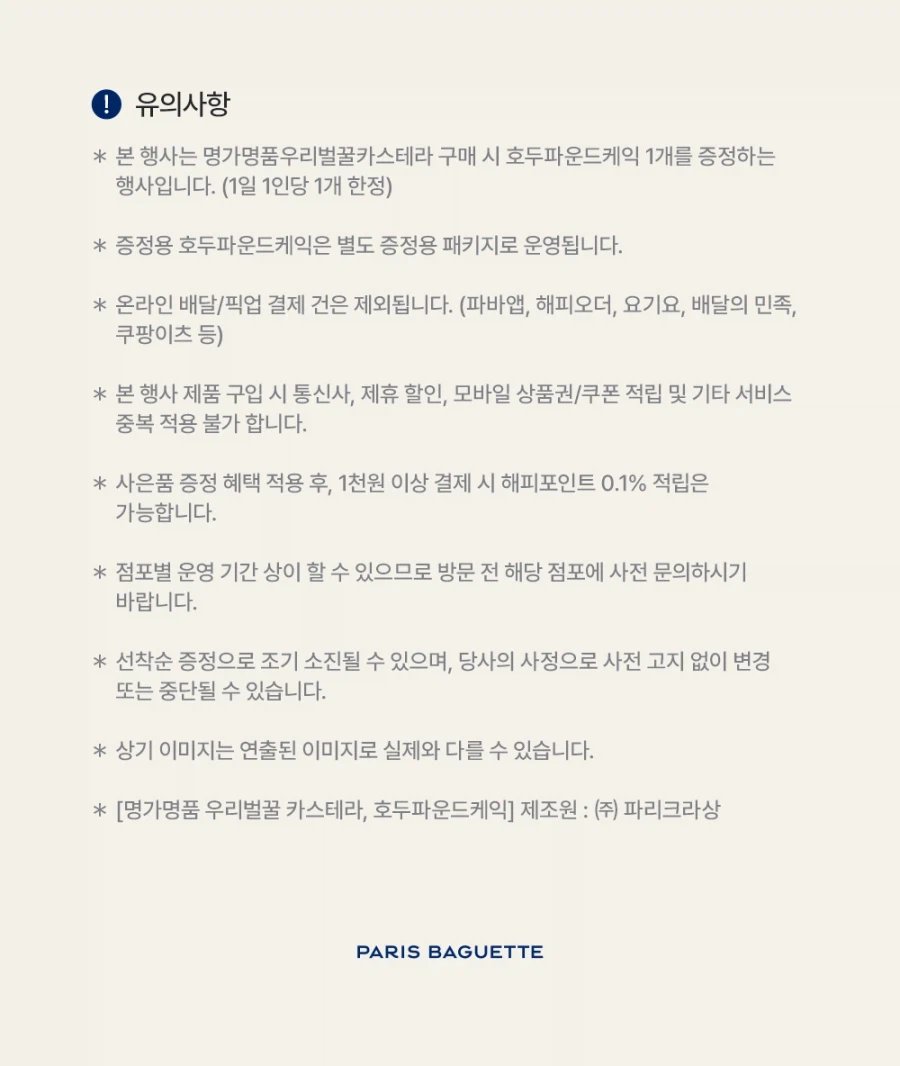 ! 유의사항
* 본 행사는 명가명품우리벌꿀카스테라 구매 시 호두파운드케익 1개를 증정하는
행사입니다. (1일 1인당 1개 한정)
* 증정용 호두파운드케익은 별도 증정용 패키지로 운영됩니다.
* 온라인 배달/픽업 결제 건은 제외됩니다. (파바앱, 해피오더, 요기요, 배달의 민족,
쿠팡이츠 등)
* 본 행사 제품 구입 시 통신사, 제휴 할인, 모바일 상품권/쿠폰 적립 및 기타 서비스
중복 적용 불가 합니다.
* 사은품 증정 혜택 적용 후, 1천원 이상 결제 시 해피포인트 0.1% 적립은
가능합니다.
* 점포별 운영 기간 상이 할 수 있으므로 방문 전 해당 점포에 사전 문의하시기
바랍니다.
* 선착순 증정으로 조기 소진될 수 있으며, 당사의 사정으로 사전 고지 없이 변경
또는 중단될 수 있습니다.
* 상기 이미지는 연출된 이미지로 실제와 다를 수 있습니다.
* [명가명품 우리벌꿀 카스테라, 호두파운드케익] 제조원 : ㈜ 파리크라상
PARIS BAGUETTE